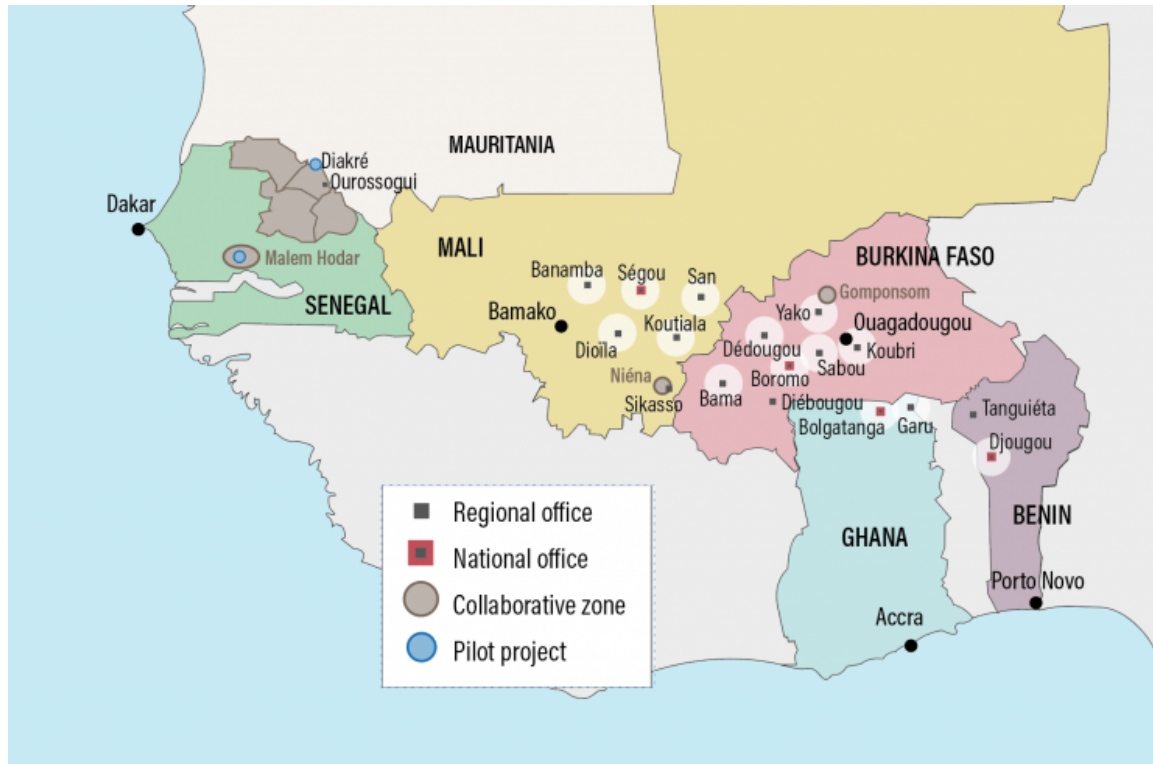 MAURITANIA
Diakré
Ourossogui
Dakar
Malem Hodar
SENEGAL
MALI
Banamba
Ségou
San
Bamako
Dioïla
Koutiala
Niéna
Sikasso
BURKINA FASO
Gomponsom
Yako
Ouagadougou
Dédougou
Koubri
Sabou
Boromo
Bama
Diébougou
Bolgatanga
Garu
Tanguiéta
Djougou
GHANA
BENIN
Porto Novo
Accra
Regional office
National office
Collaborative zone
Pilot project